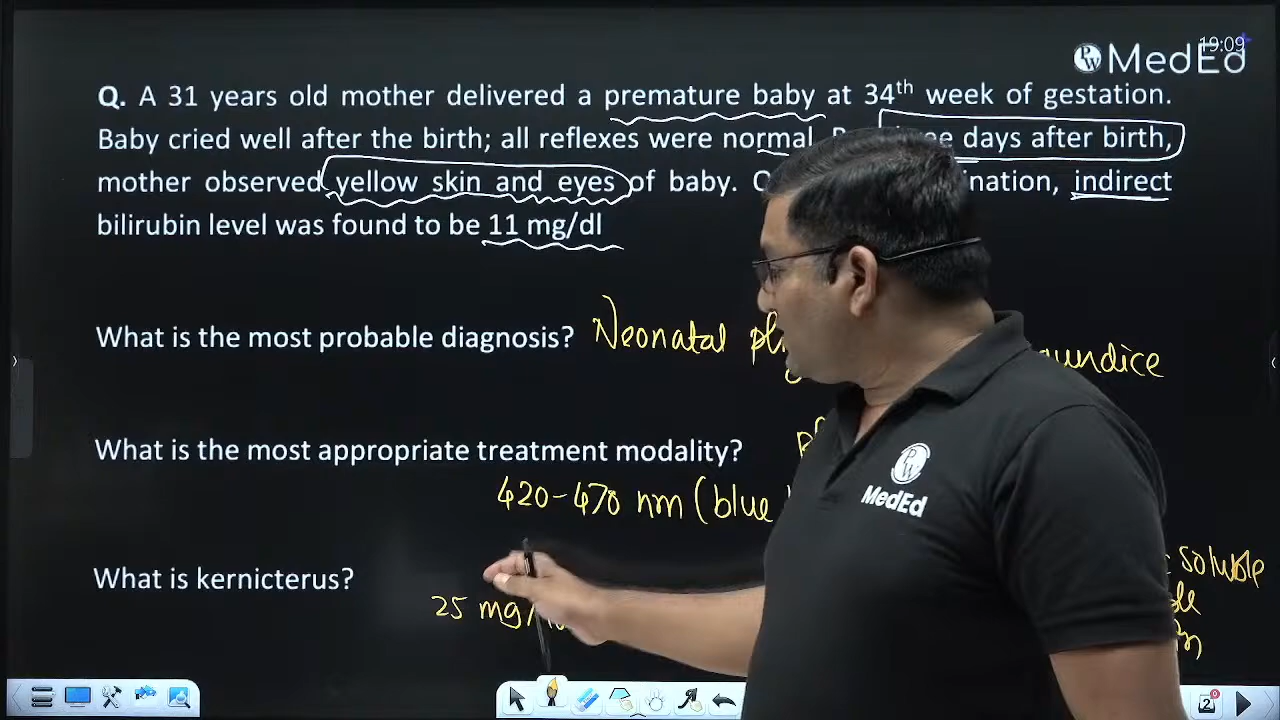 19:09
PW MedEd
Q. A 31 years old mother delivered a premature baby at 34th week of gestation.
Baby cried well after the birth; all reflexes were normal. days after birth,
mother observed yellow skin and eyes of baby. indirect
bilirubin level was found to be 11 mg/dl
What is the most probable diagnosis? Neonatal
What is the most appropriate treatment modality?
420-470 nm (blue
PW
MedEd
What is kernicterus? soluble
25 mg/
2